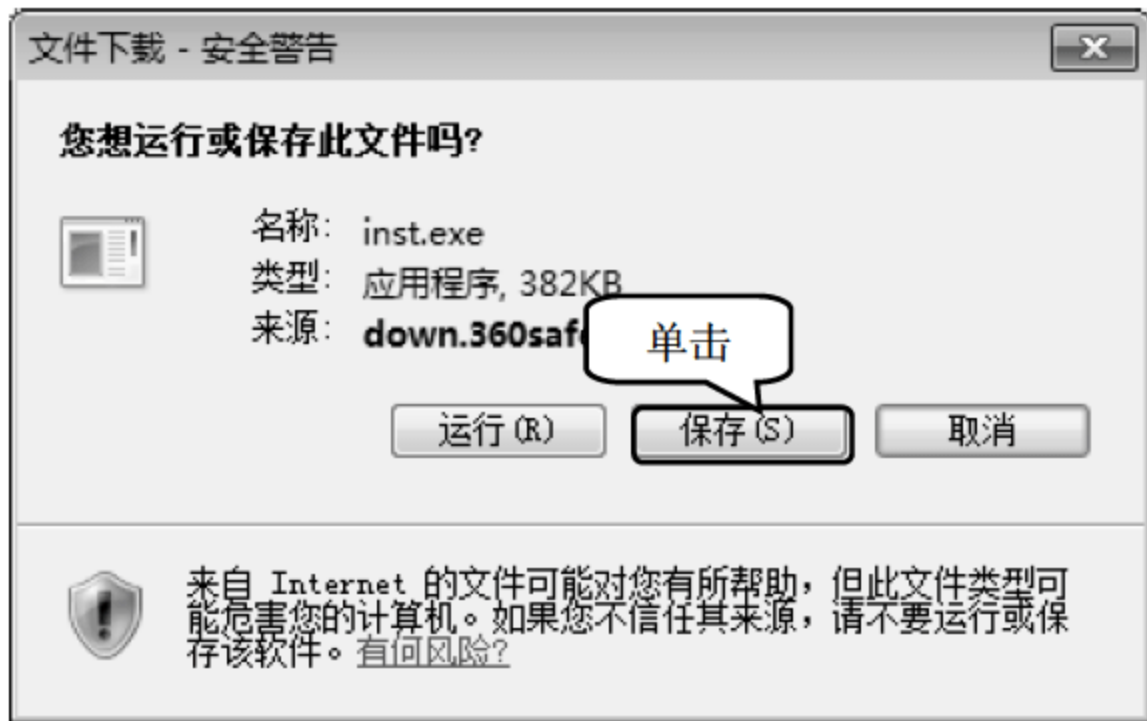 文件下载 - 安全警告
您想运行或保存此文件吗?
名称: inst.exe
类型: 应用程序, 382KB
来源: down.360saf
单击
运行(R) 保存(S) 取消
来自 Internet 的文件可能对您有所帮助，但此文件类型可
能危害您的计算机。如果您不信任其来源，请不要运行或保
存该软件。有何风险?